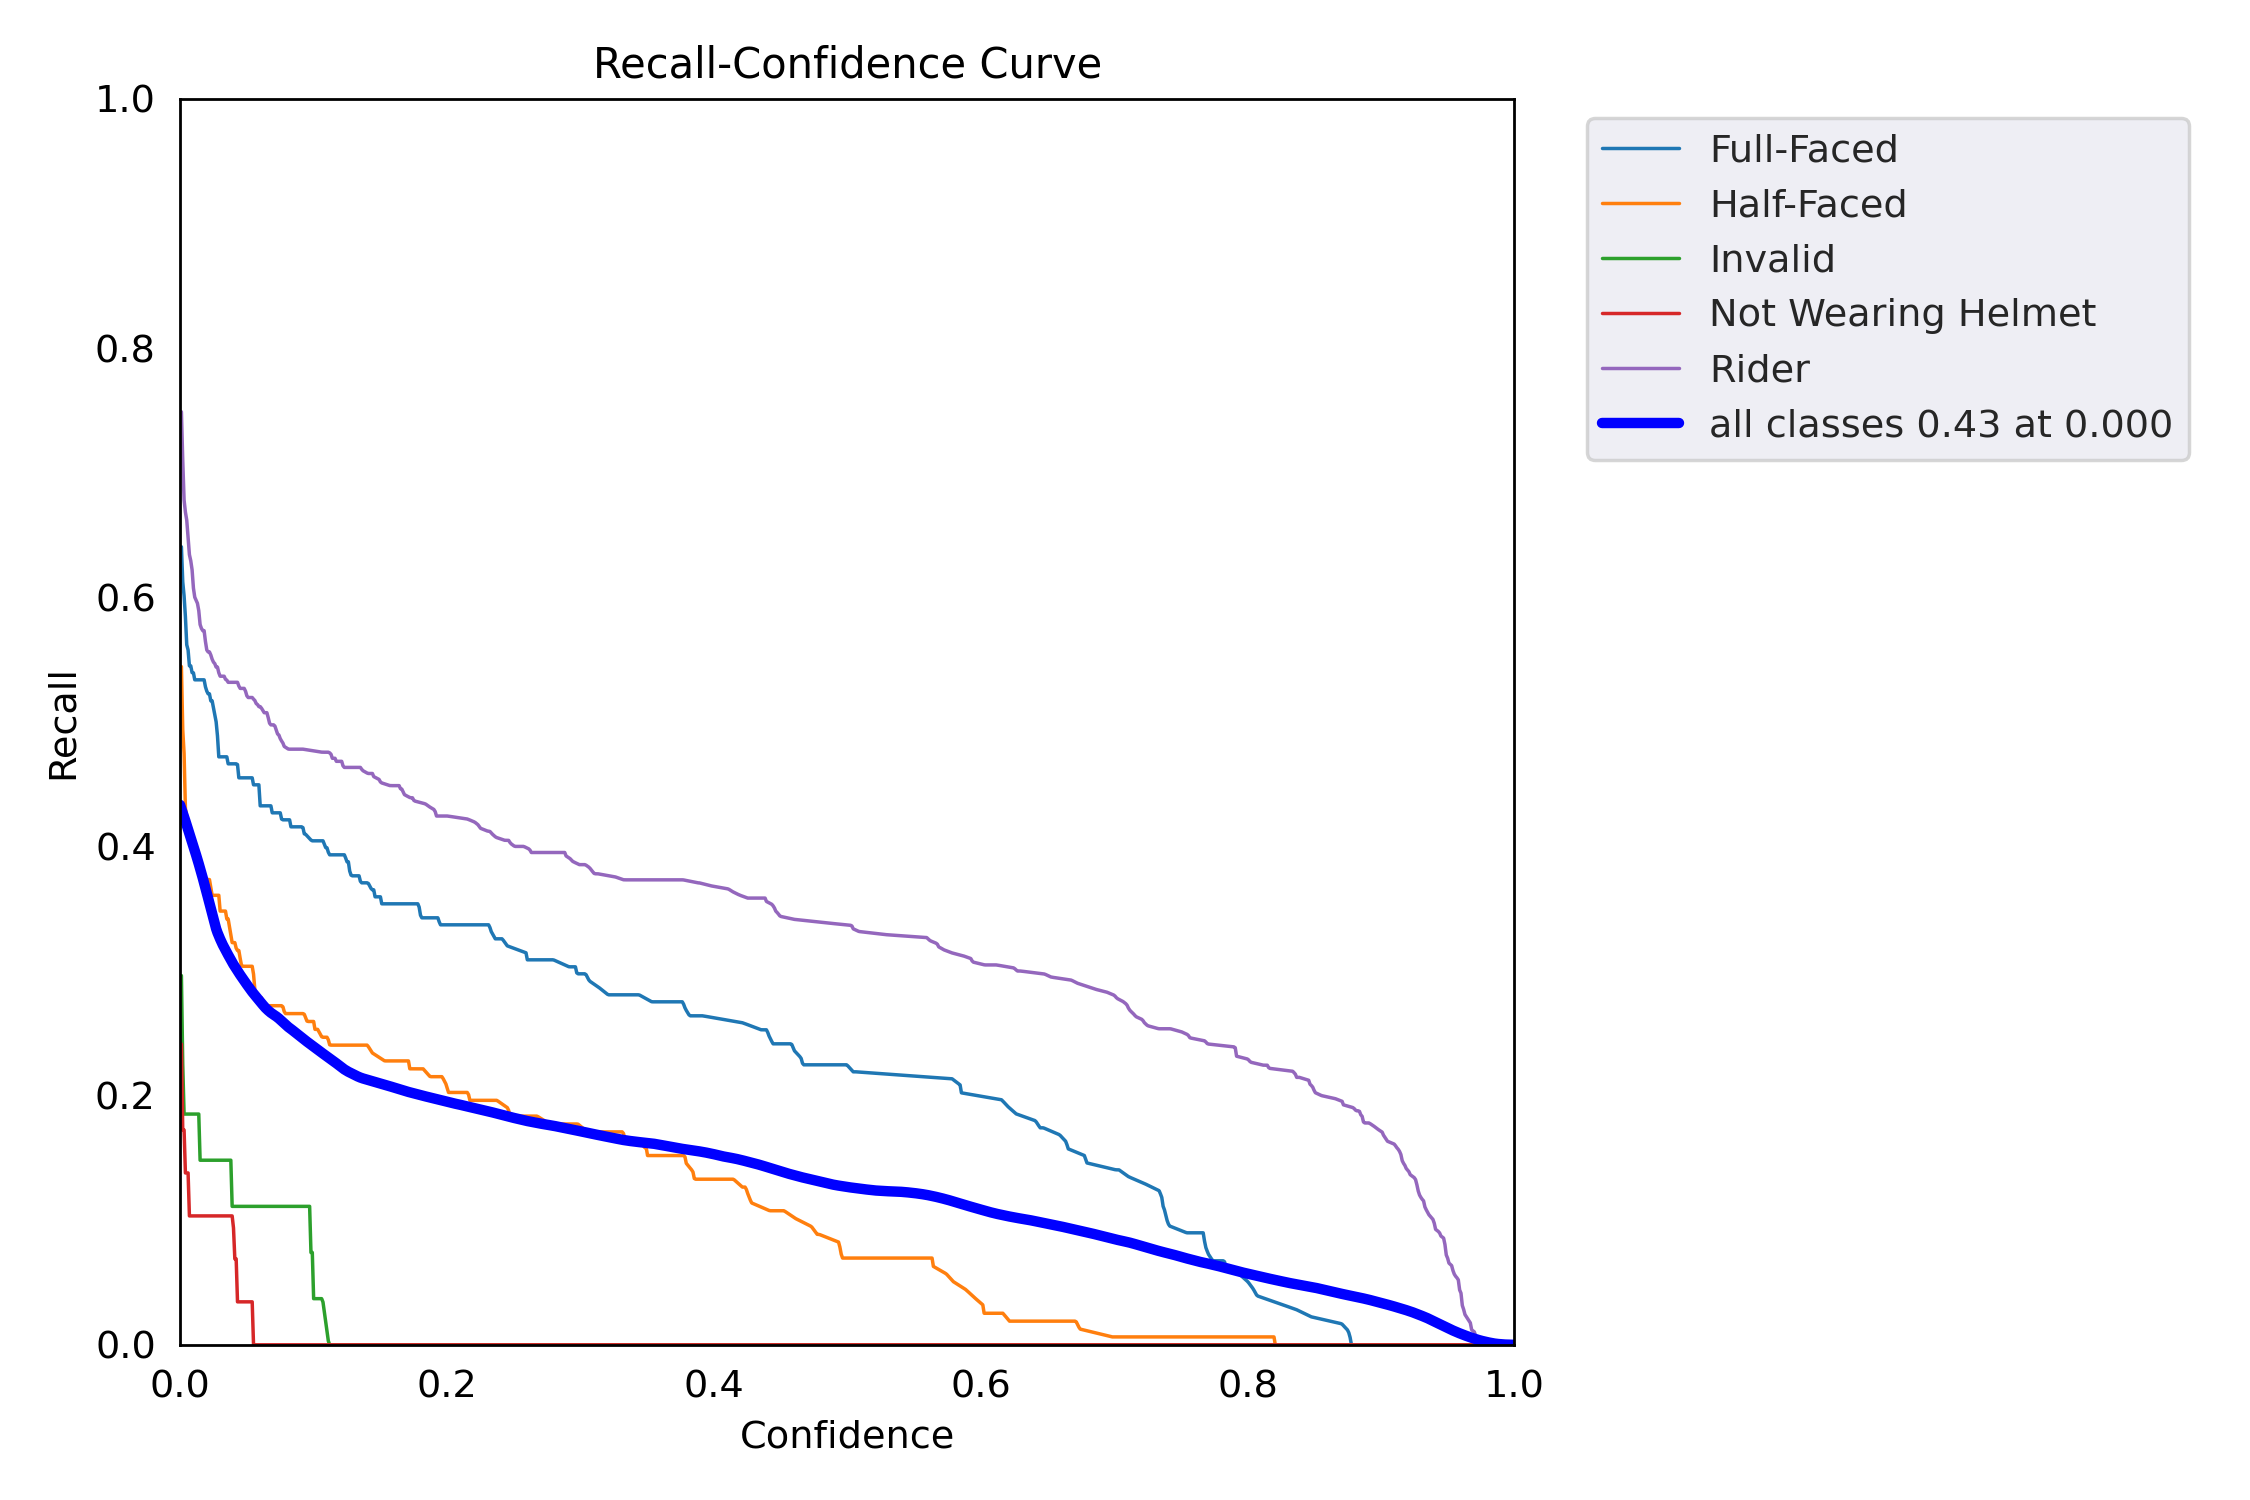 Recall-Confidence Curve
1.0
0.8
0.6
0.4
0.2
0.0
Recall
0.0 0.2 0.4 0.6 0.8 1.0
Confidence
Full-Faced
Half-Faced
Invalid
Not Wearing Helmet
Rider
all classes 0.43 at 0.000